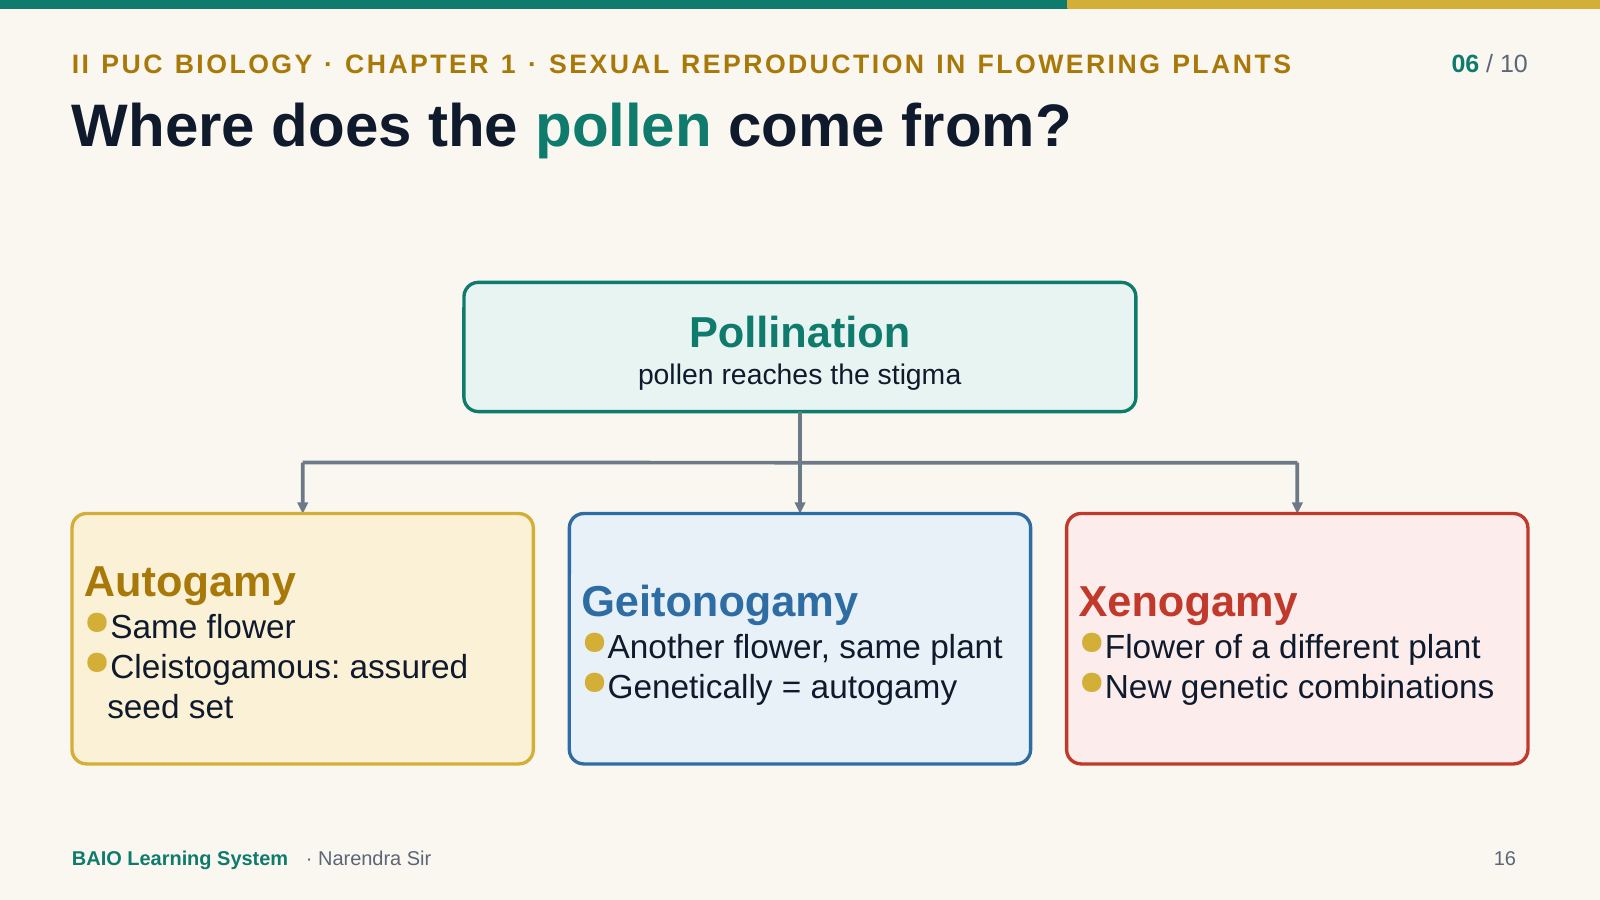 II PUC BIOLOGY · CHAPTER 1 · SEXUAL REPRODUCTION IN FLOWERING PLANTS
06 / 10
Where does the pollen come from?
Pollination
pollen reaches the stigma
Autogamy
●Same flower
●Cleistogamous: assured
seed set
Geitonogamy
●Another flower, same plant
●Genetically = autogamy
Xenogamy
●Flower of a different plant
●New genetic combinations
BAIO Learning System · Narendra Sir
16